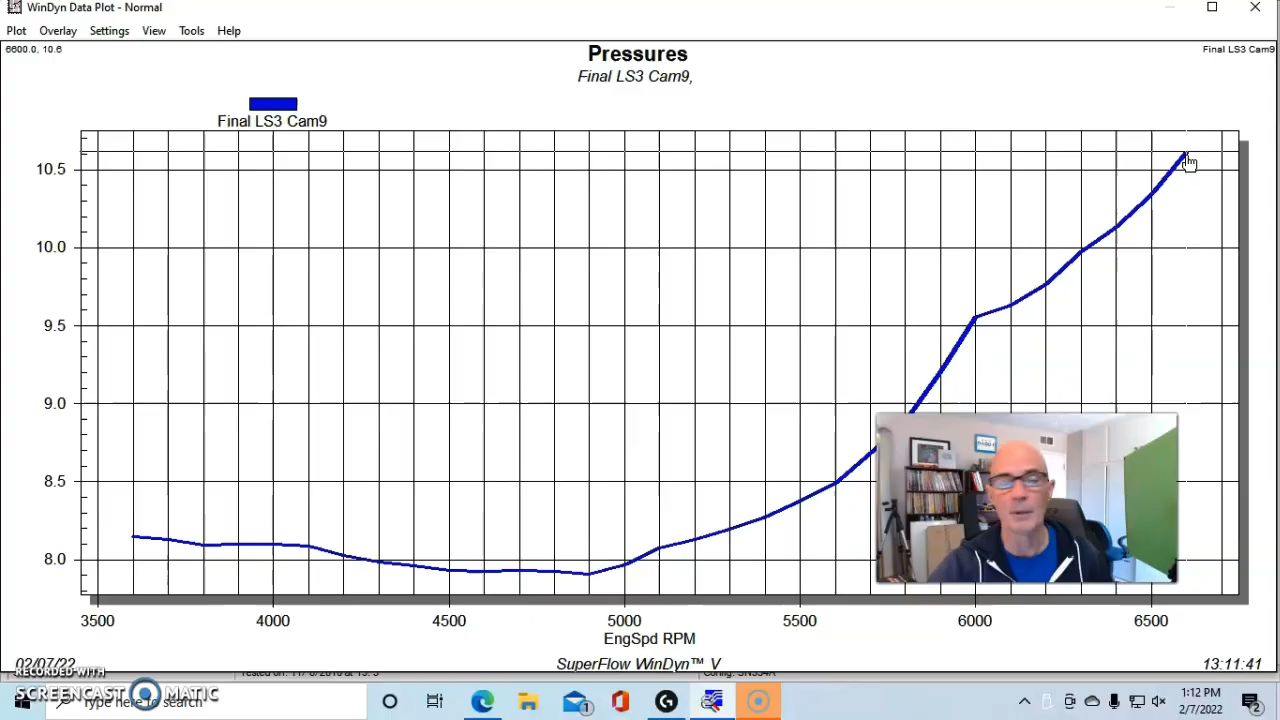 WinDyn Data Plot - Normal
Plot Overlay Settings View Tools Help
6600.0, 10.6
Final LS3 Cam9
Pressures
Final LS3 Cam9,
Final LS3 Cam9
10.5
10.0
9.5
9.0
8.5
8.0
3500 4000 4500 5000 5500 6000 6500
EngSpd RPM
02/07/22
SuperFlow WinDyn™ V
13:11:41
RECORDED WITH
SCREENCAST MATIC
Type here to search
1
1:12 PM
2/7/2022
2